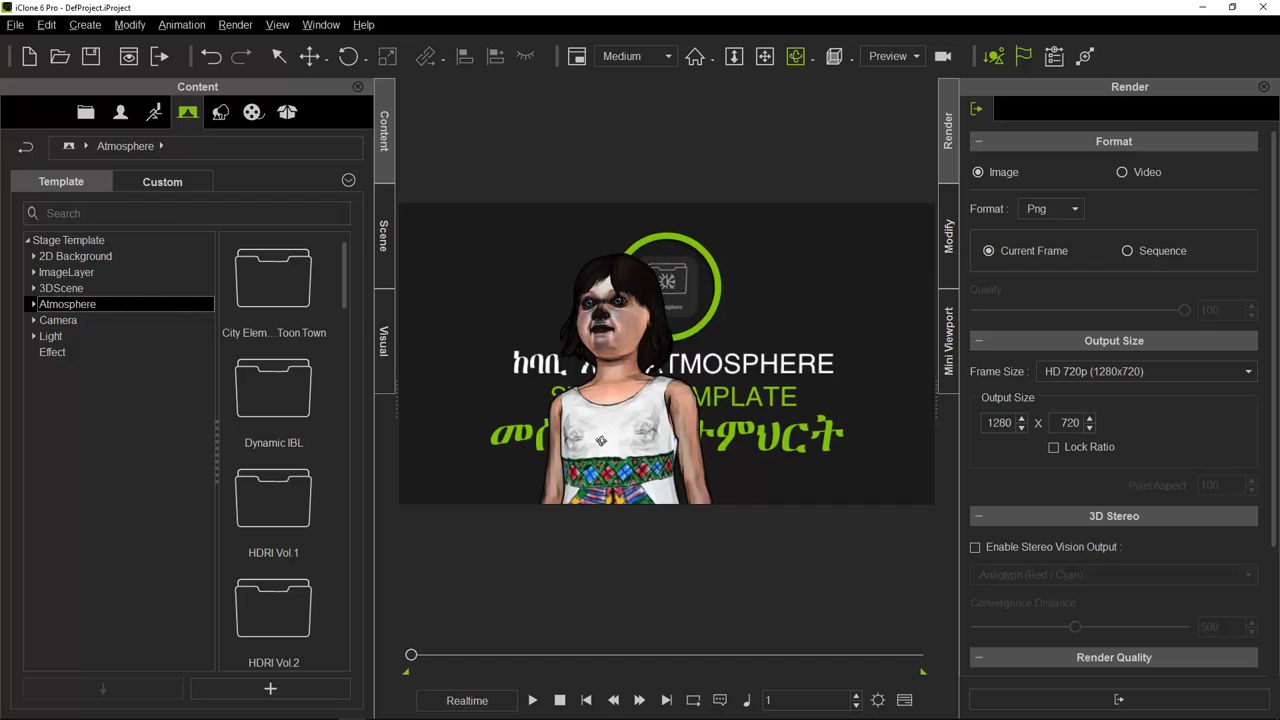 iClone 6 Pro - DefProject.iProject
File Edit Create Modify Animation Render View Window Help
Medium
Preview
Content
Atmosphere
Template Custom
Search
Stage Template
2D Background
ImageLayer
3DScene
Atmosphere
Camera
Light
Effect
City Elem...Toon Town
Dynamic IBL
HDRI Vol.1
HDRI Vol.2
Content
Scene
Visual
ከባቢ
TMOSPHERE
MPLATE
Realtime
1
Render
Modify
Mini Viewport
Render
Format
Image Video
Format : Png
Current Frame Sequence
Quality 100
Output Size
Frame Size : HD 720p (1280x720)
Output Size
1280 X 720
Lock Ratio
Pixel Aspect 100
3D Stereo
Enable Stereo Vision Output :
Anaglyph (Red / Cyan)
Convergence Distance
500
Render Quality